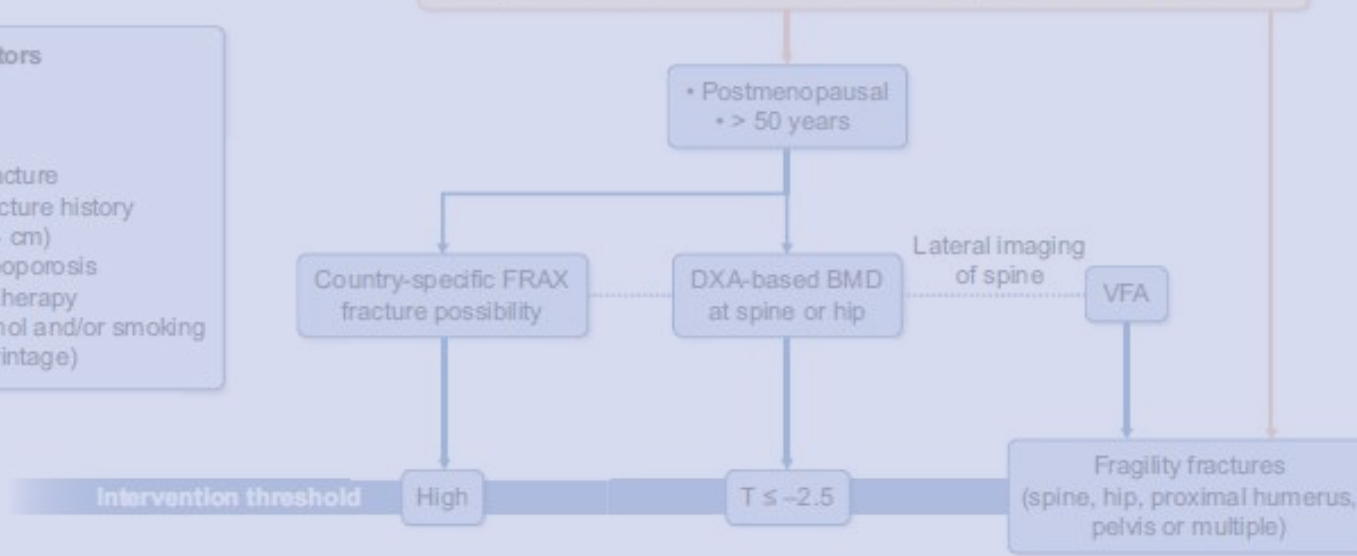 tors
cture
cture history
cm)
oporosis
herapy
nol and/or smoking
intage)
• Postmenopausal
• > 50 years
Country-specific FRAX
fracture possibility
DXA-based BMD
at spine or hip
Lateral imaging
of spine
VFA
Intervention threshold
High
T ≤ –2.5
Fragility fractures
(spine, hip, proximal humerus,
pelvis or multiple)